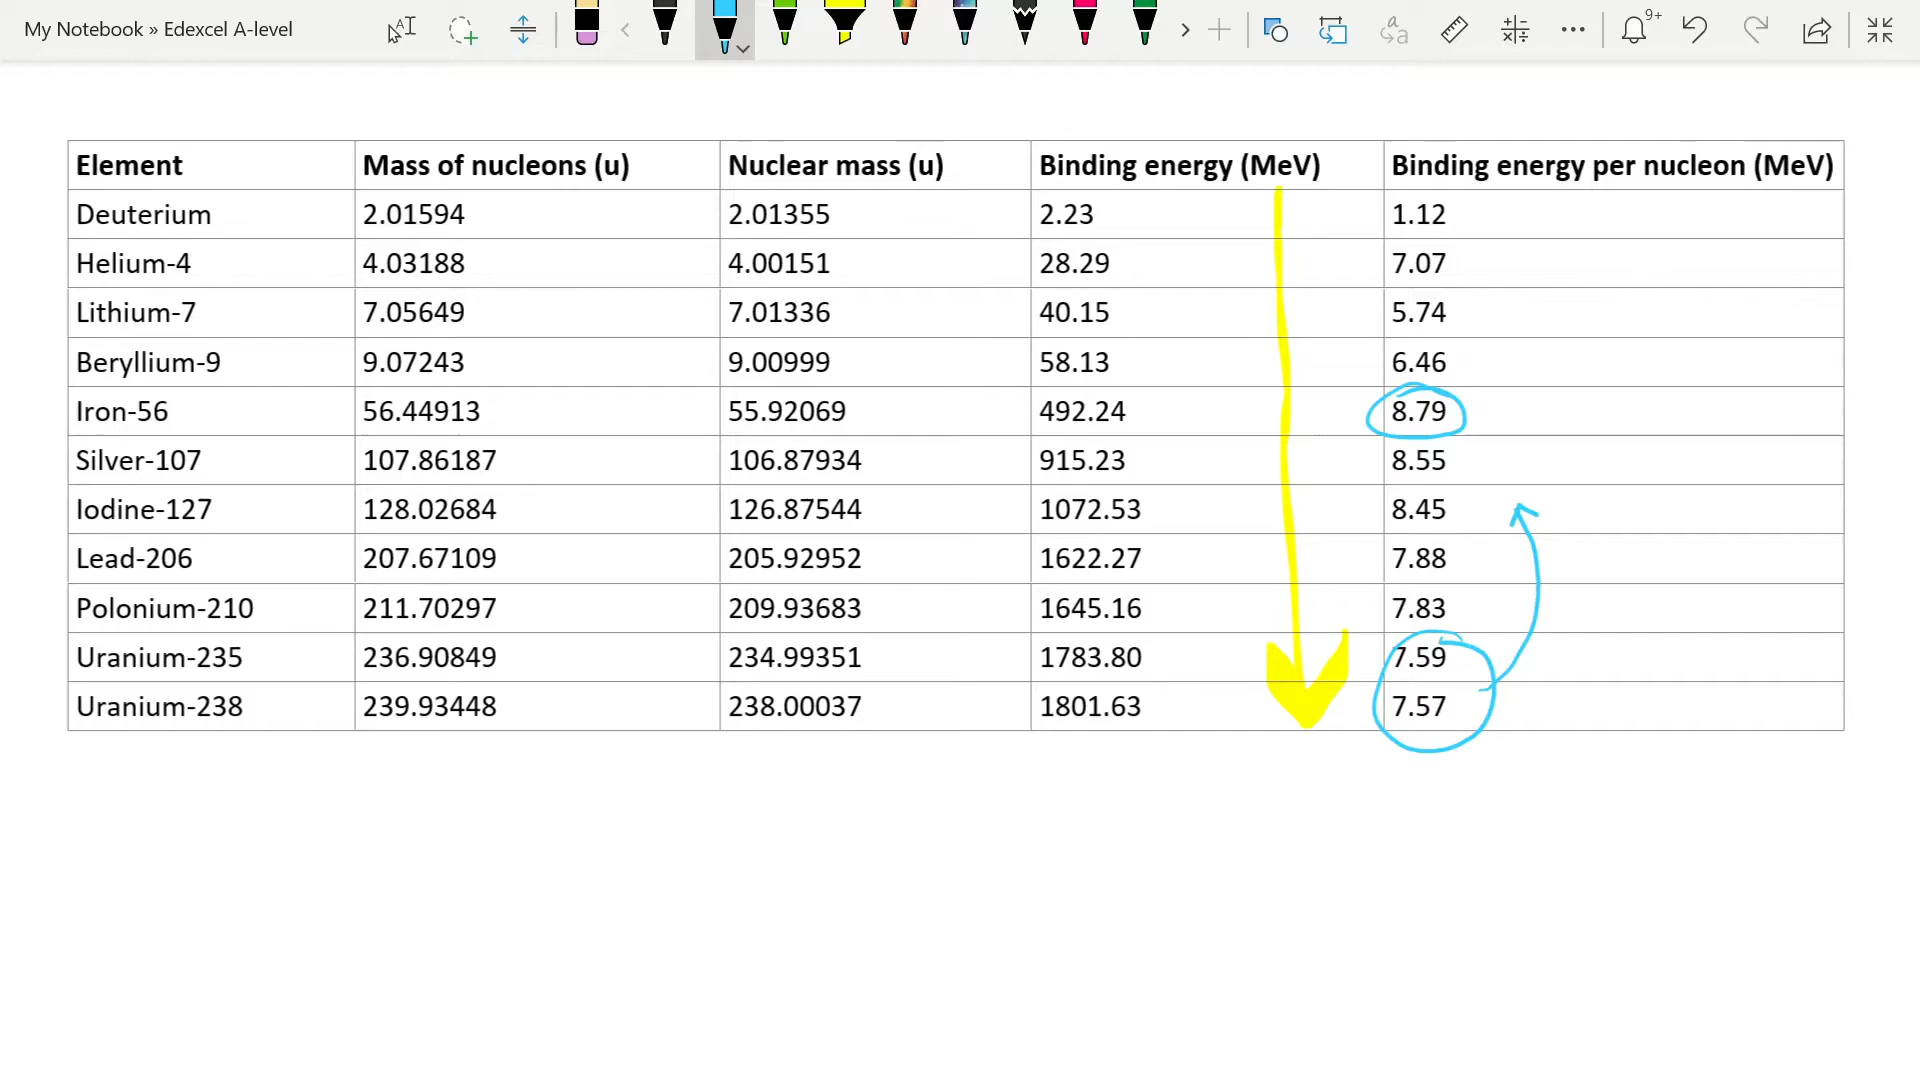 My Notebook » Edexcel A-level
9+
Element Mass of nucleons (u) Nuclear mass (u) Binding energy (MeV) Binding energy per nucleon (MeV)
Deuterium 2.01594 2.01355 2.23 1.12
Helium-4 4.03188 4.00151 28.29 7.07
Lithium-7 7.05649 7.01336 40.15 5.74
Beryllium-9 9.07243 9.00999 58.13 6.46
Iron-56 56.44913 55.92069 492.24 8.79
Silver-107 107.86187 106.87934 915.23 8.55
Iodine-127 128.02684 126.87544 1072.53 8.45
Lead-206 207.67109 205.92952 1622.27 7.88
Polonium-210 211.70297 209.93683 1645.16 7.83
Uranium-235 236.90849 234.99351 1783.80 7.59
Uranium-238 239.93448 238.00037 1801.63 7.57